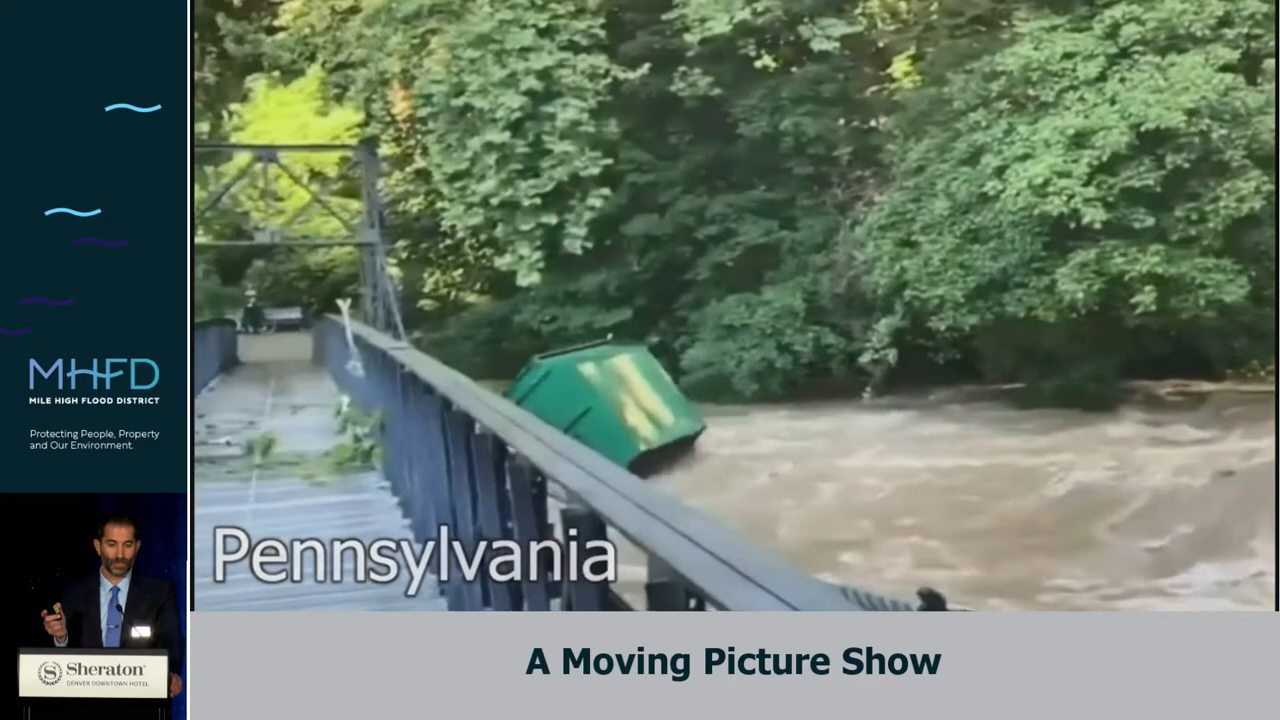 MHFD
MILE HIGH FLOOD DISTRICT
Protecting People, Property
and Our Environment.
Sheraton
DENVER DOWNTOWN HOTEL
Pennsylvania
A Moving Picture Show